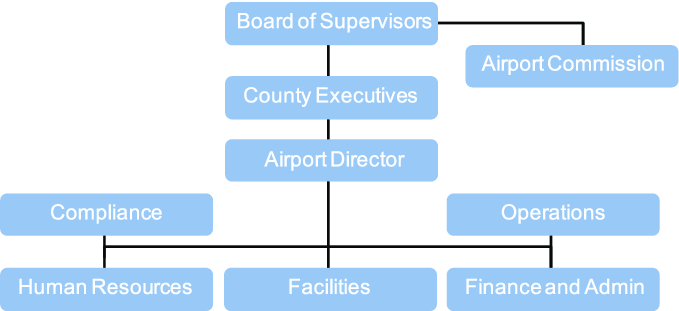 Board of Supervisors
Airport Commission
County Executives
Airport Director
Compliance
Operations
Human Resources
Facilities
Finance and Admin